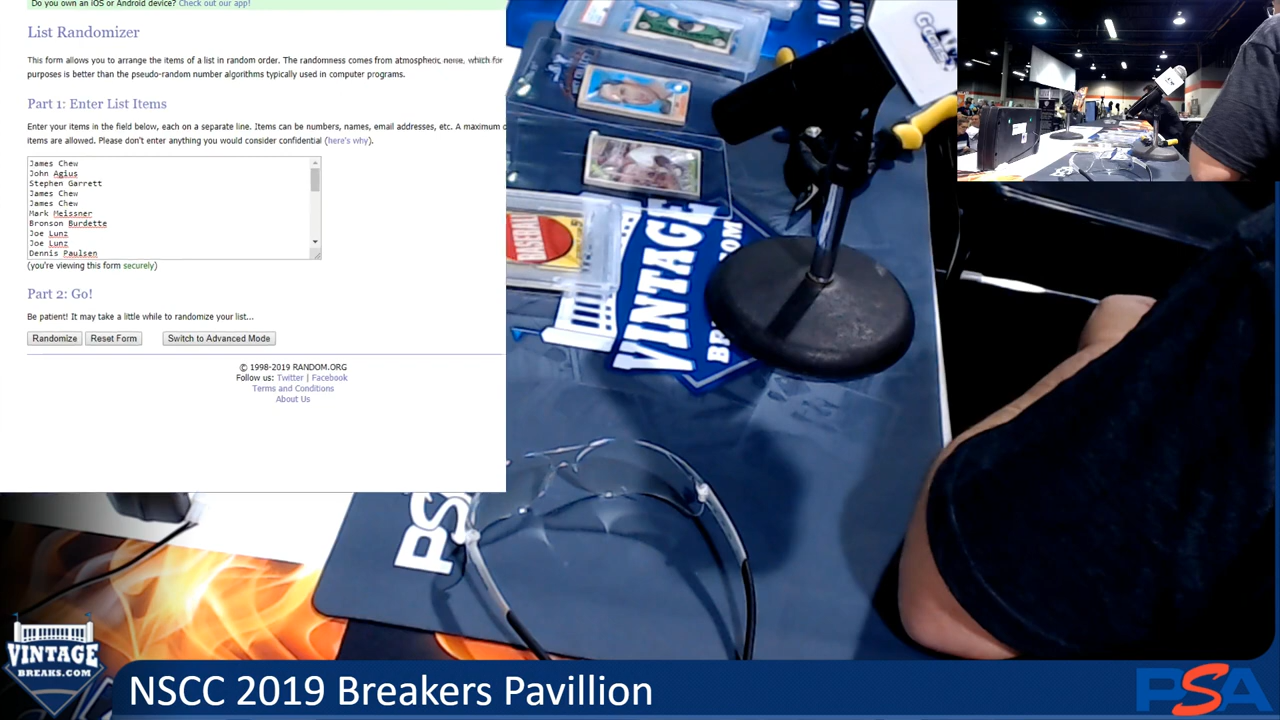 Do you own an iOS or Android device? Check out our app!
List Randomizer
This form allows you to arrange the items of a list in random order. The randomness comes from atmospheric noise, which for
purposes is better than the pseudo-random number algorithms typically used in computer programs.
Part 1: Enter List Items
Enter your items in the field below, each on a separate line. Items can be numbers, names, email addresses, etc. A maximum o
items are allowed. Please don't enter anything you would consider confidential (here's why).
James Chew
John Agius
Stephen Garrett
James Chew
James Chew
Mark Meissner
Bronson Burdette
Joe Lunz
Joe Lunz
Dennis Paulsen
(you're viewing this form securely)
Part 2: Go!
Be patient! It may take a little while to randomize your list...
Randomize
Reset Form
Switch to Advanced Mode
© 1998-2019 RANDOM.ORG
Follow us: Twitter | Facebook
Terms and Conditions
About Us
BASEBALL
VINTAGE
.COM
PSA
VINTAGE
BREAKS.COM
NSCC 2019 Breakers Pavillion
PSA